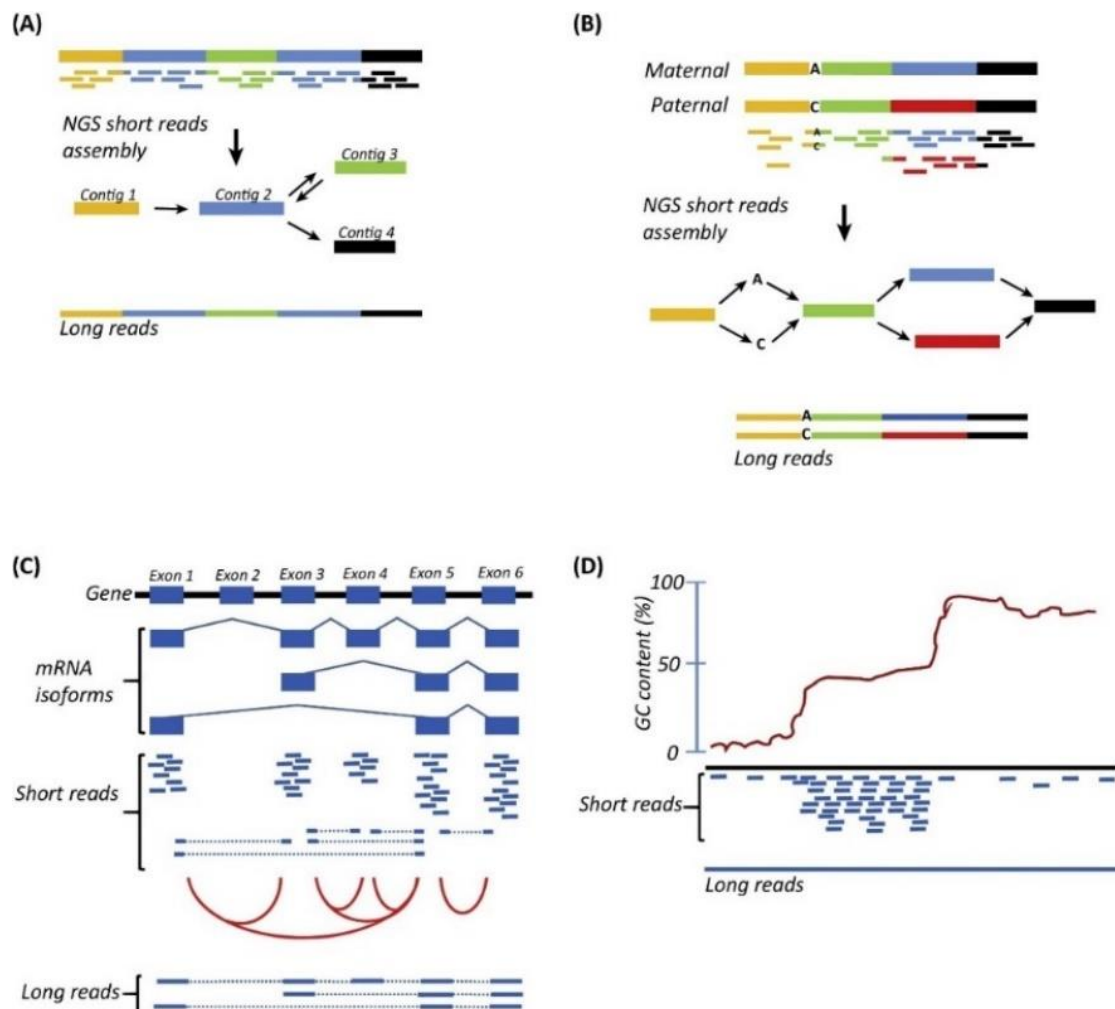 (A)
NGS short reads
assembly
Contig 1
Contig 2
Contig 3
Contig 4
Long reads
(B)
Maternal
A
Paternal
C
A
C
NGS short reads
assembly
A
C
A
C
Long reads
(C)
Exon 1 Exon 2 Exon 3 Exon 4 Exon 5 Exon 6
Gene
mRNA
isoforms
Short reads
Long reads
(D)
100
50
0
GC content (%)
Short reads
Long reads